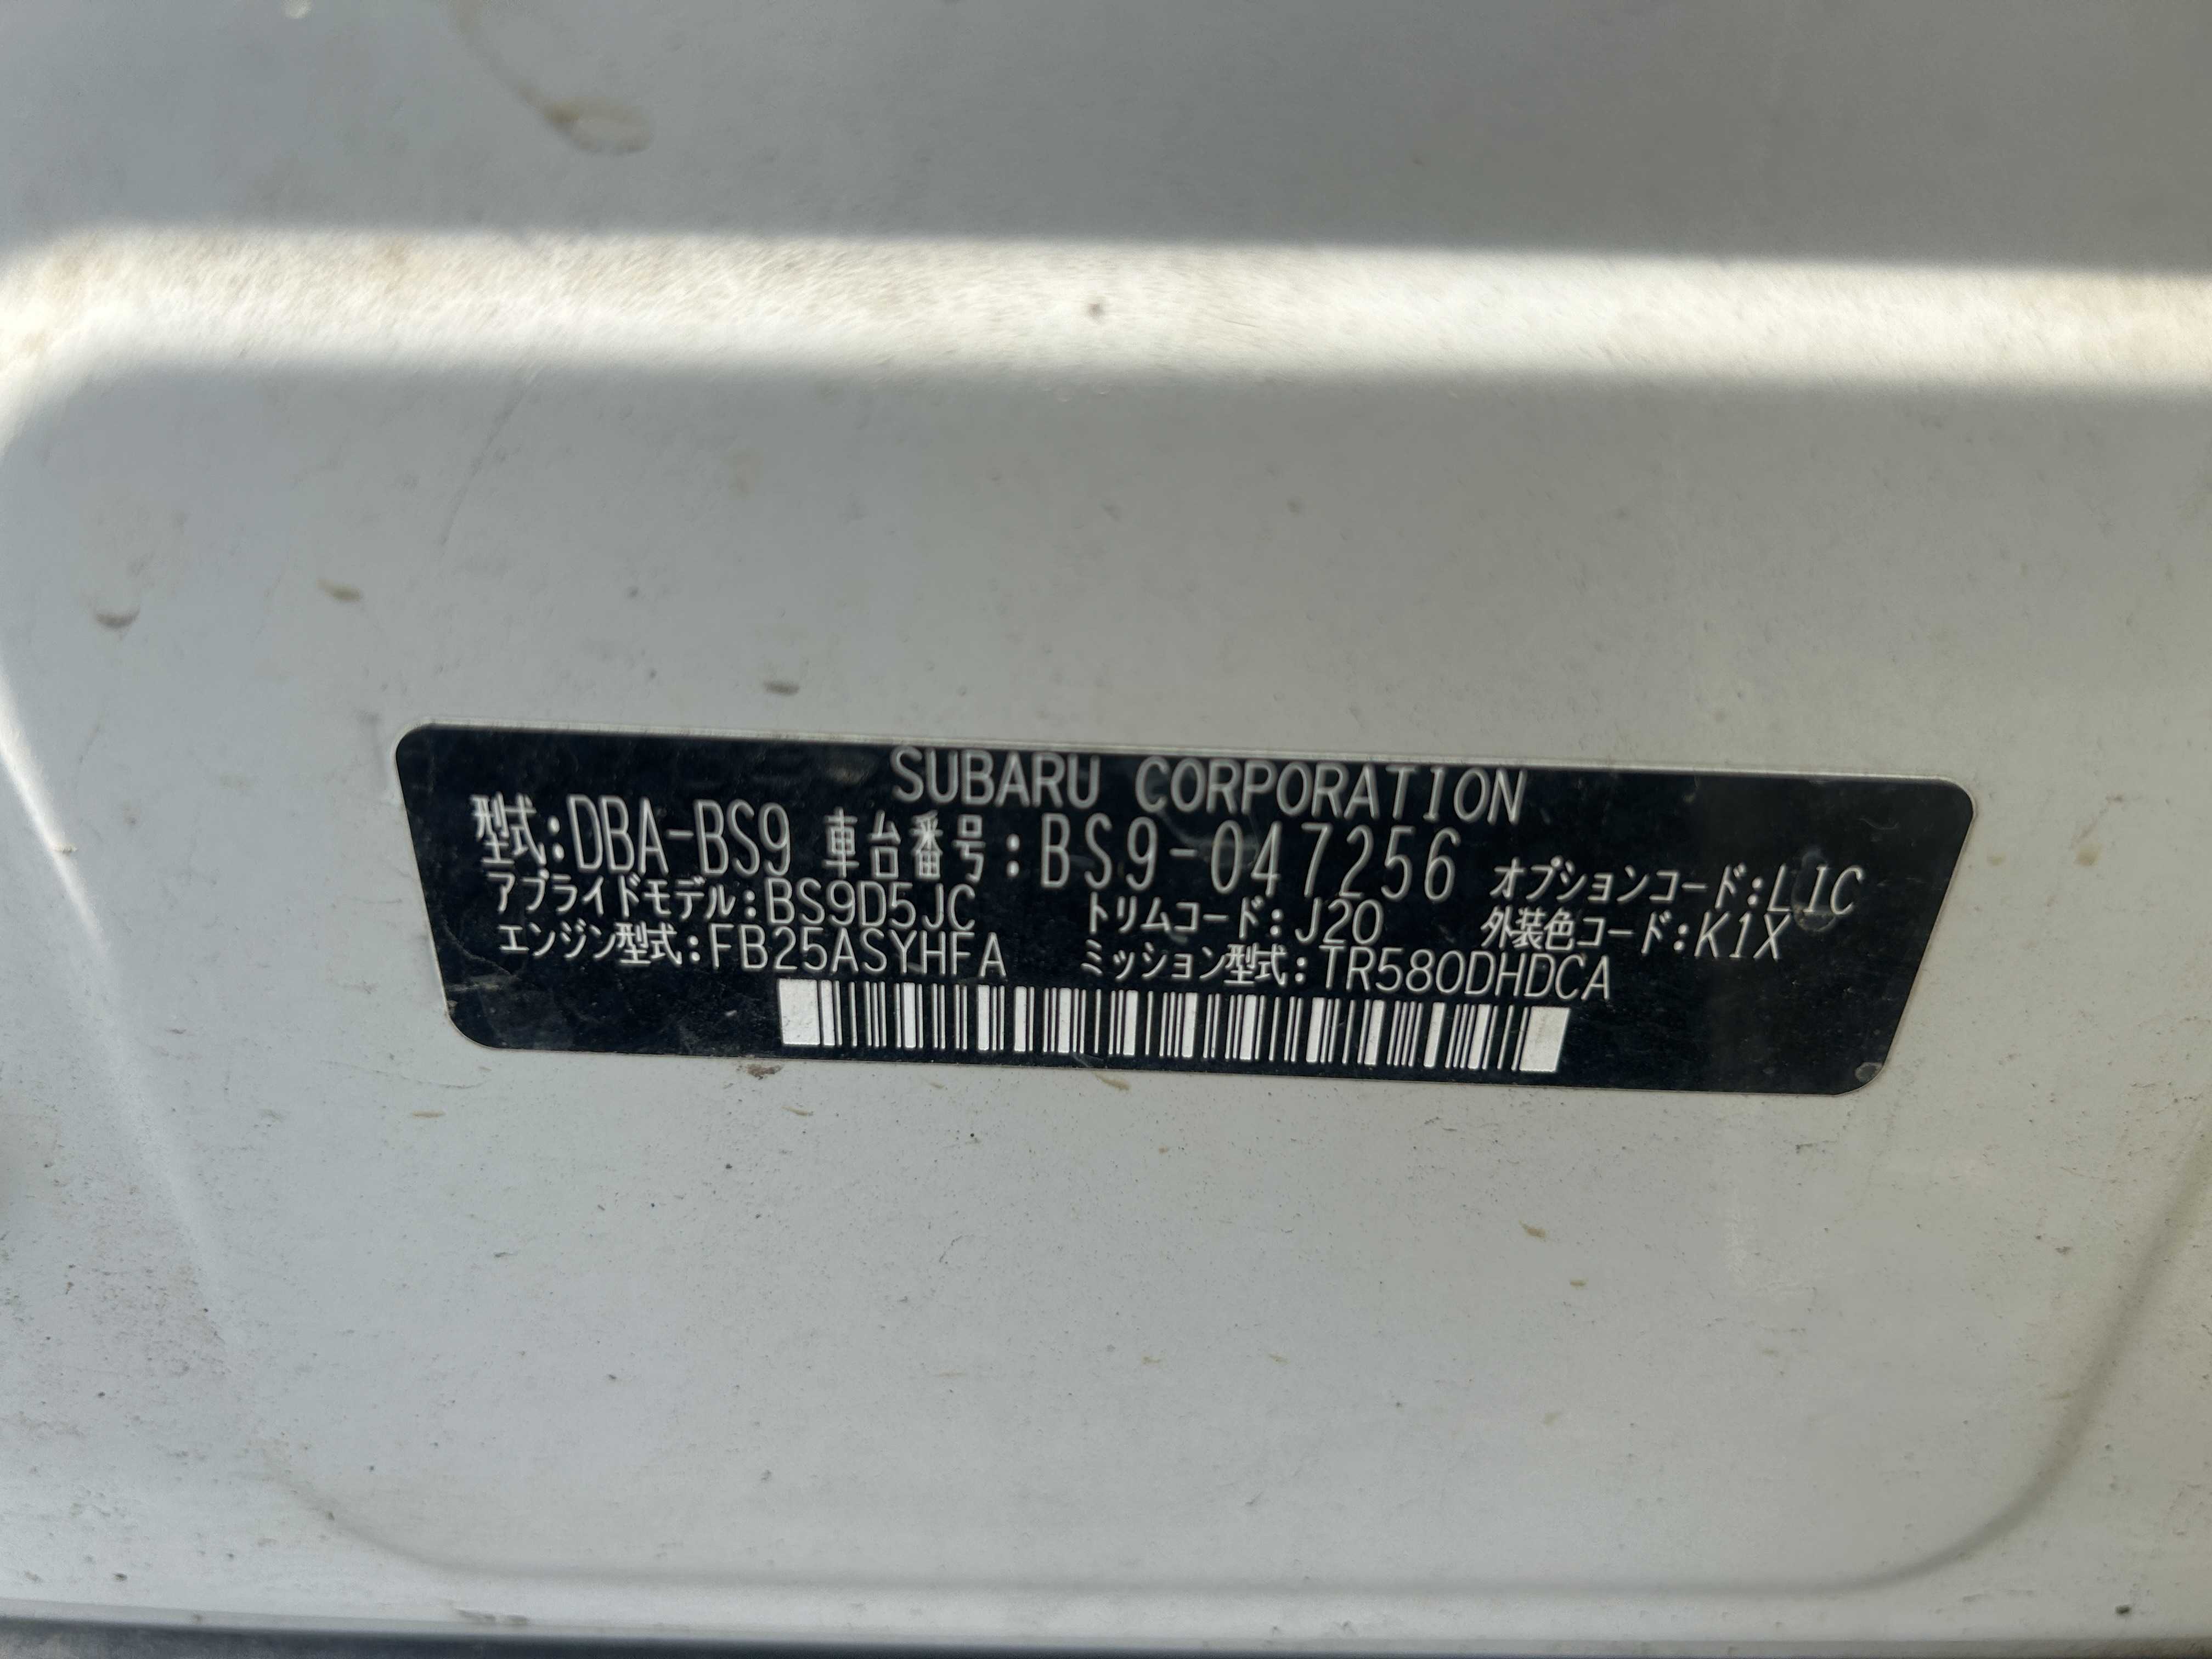 SUBARU CORPORATION
型式:DBA-BS9 車台番号:BS9-047256 オプションコード:LIC
アプライドモデル:BS9D5JC トリムコード:J20 外装色コード:K1X
エンジン型式:FB25ASYHFA ミッション型式:TR580DHDCA